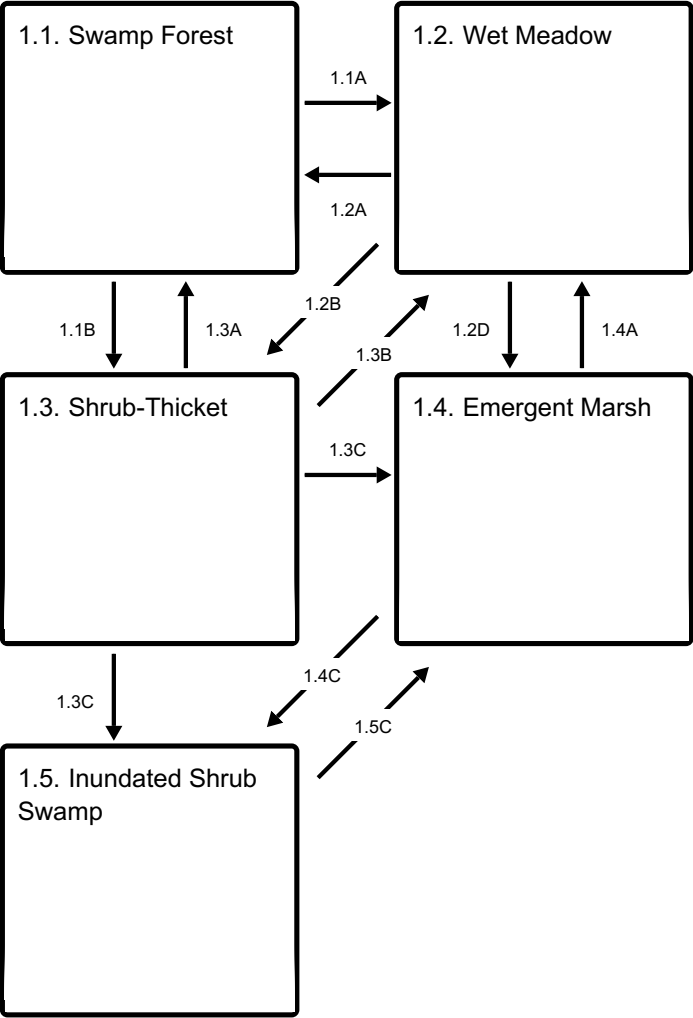 1.1. Swamp Forest
1.2. Wet Meadow
1.1A
1.2A
1.2B
1.1B
1.3A
1.3B
1.2D
1.4A
1.3. Shrub-Thicket
1.4. Emergent Marsh
1.3C
1.4C
1.3C
1.5C
1.5. Inundated Shrub
Swamp